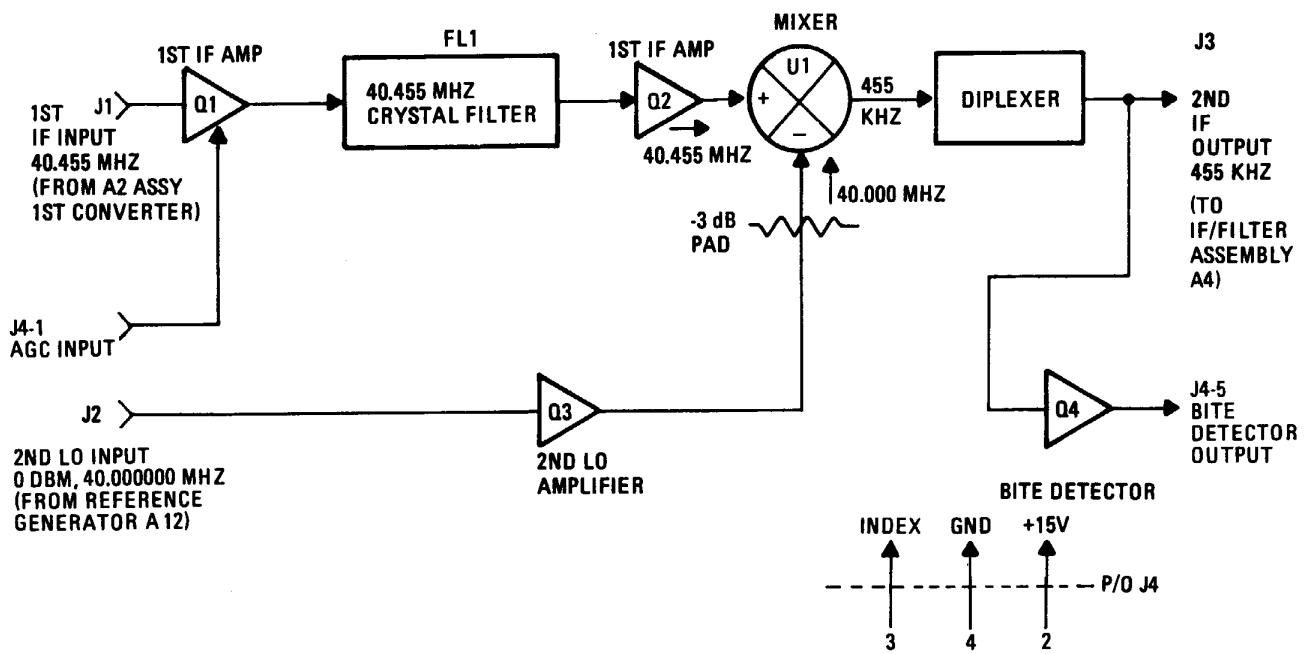 MIXER
FL1
J3
1ST IF AMP
1ST IF AMP
U1
J1
Q1
40.455 MHZ
CRYSTAL FILTER
Q2
+
–
455
KHZ
DIPLEXER
2ND
IF
OUTPUT
455 KHZ
(TO
IF/FILTER
ASSEMBLY
A4)
1ST
IF INPUT
40.455 MHZ
(FROM A2 ASSY
1ST CONVERTER)
40.455 MHZ
40.000 MHZ
-3 dB
PAD
J4-1
AGC INPUT
J2
Q3
2ND LO
AMPLIFIER
2ND LO INPUT
0 DBM, 40.000000 MHZ
(FROM REFERENCE
GENERATOR A12)
Q4
J4-5
BITE
DETECTOR
OUTPUT
BITE DETECTOR
INDEX GND +15V
P/O J4
3 4 2